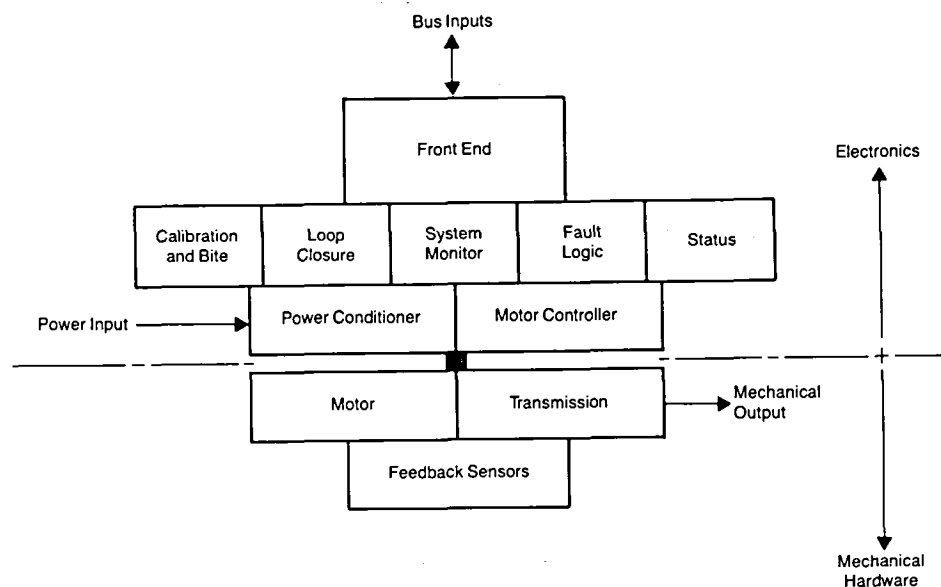 Bus Inputs
Front End
Electronics
Calibration
and Bite
Loop
Closure
System
Monitor
Fault
Logic
Status
Power Input
Power Conditioner
Motor Controller
Motor
Transmission
Mechanical
Output
Feedback Sensors
Mechanical
Hardware